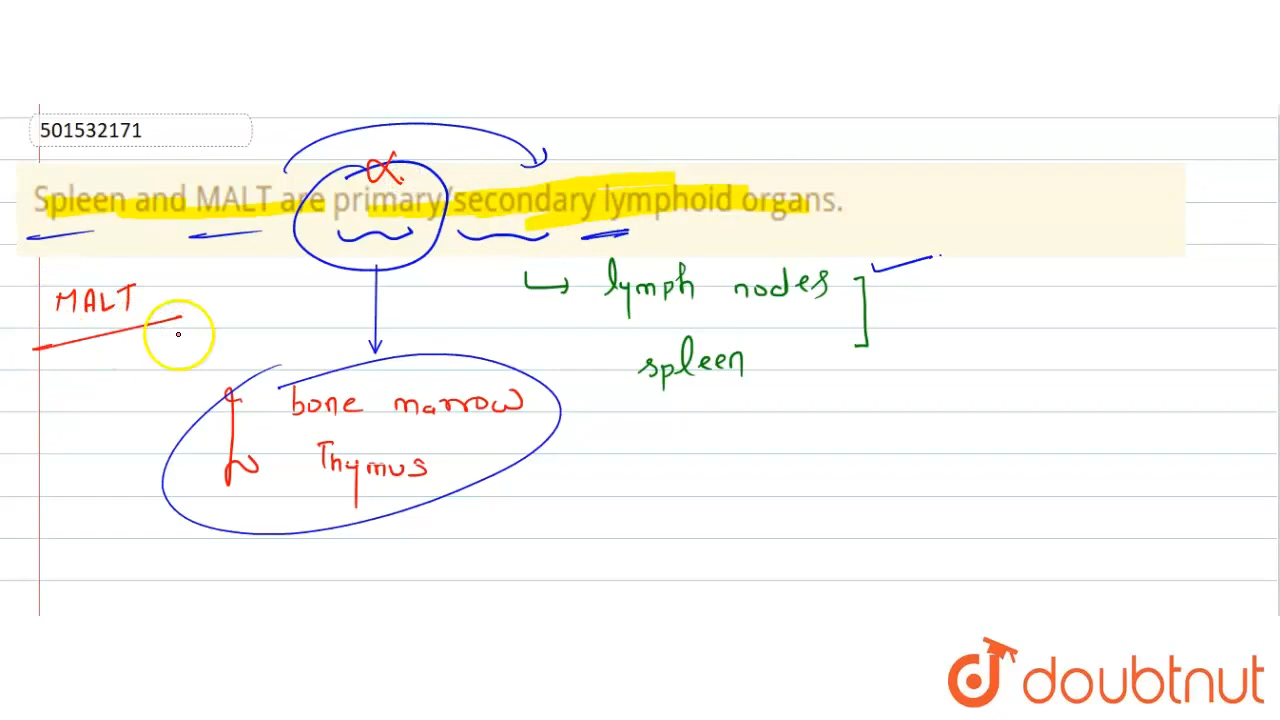 501532171
Spleen and MALT are primary/secondary lymphoid organs.
MALT
lymph nodes
spleen
bone marrow
Thymus
doubtnut